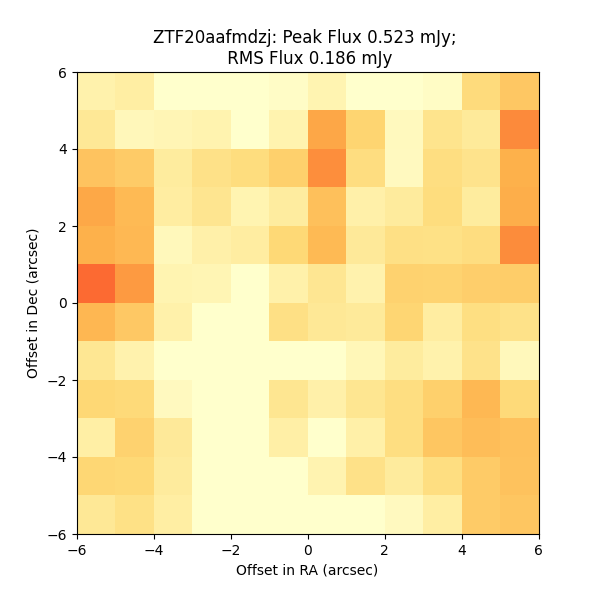 ZTF20aafmdzj: Peak Flux 0.523 mJy;
RMS Flux 0.186 mJy
6
4
2
0
−2
−4
−6
Offset in Dec (arcsec)
−6 −4 −2 0 2 4 6
Offset in RA (arcsec)